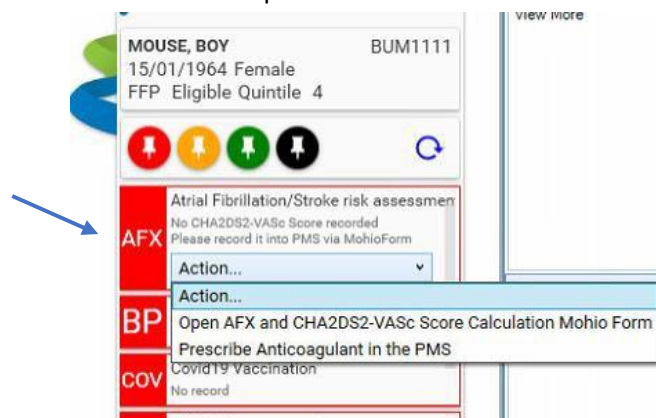 View More
MOUSE, BOY BUM1111
15/01/1964 Female
FFP Eligible Quintile 4
Atrial Fibrillation/Stroke risk assessmen
No CHA2DS2-VASc Score recorded
AFX Please record it into PMS via MohioForm
Action...
Action...
BP Open AFX and CHA2DS2-VASc Score Calculation Mohio Form
Prescribe Anticoagulant in the PMS
Covid19 Vaccination
COV No record